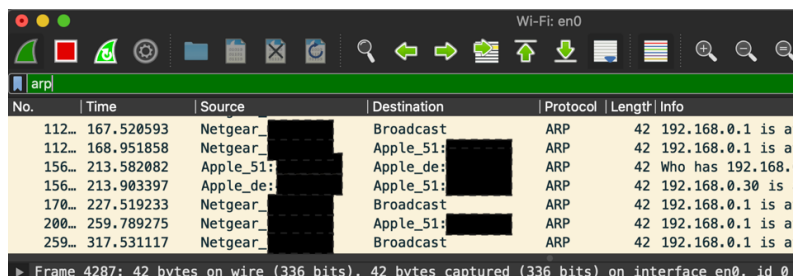 Wi-Fi: en0
arp
No. Time Source Destination Protocol Length Info
112… 167.520593 Netgear_ Broadcast ARP 42 192.168.0.1 is a
112… 168.951858 Netgear_ Apple_51: ARP 42 192.168.0.1 is a
156… 213.582082 Apple_51: Apple_de: ARP 42 Who has 192.168.
156… 213.903397 Apple_de: Apple_51: ARP 42 192.168.0.30 is
170… 227.519233 Netgear_ Broadcast ARP 42 192.168.0.1 is a
200… 259.789275 Netgear_ Apple_51: ARP 42 192.168.0.1 is a
259… 317.531117 Netgear_ Broadcast ARP 42 192.168.0.1 is a
Frame 4287: 42 bytes on wire (336 bits), 42 bytes captured (336 bits) on interface en0, id 0